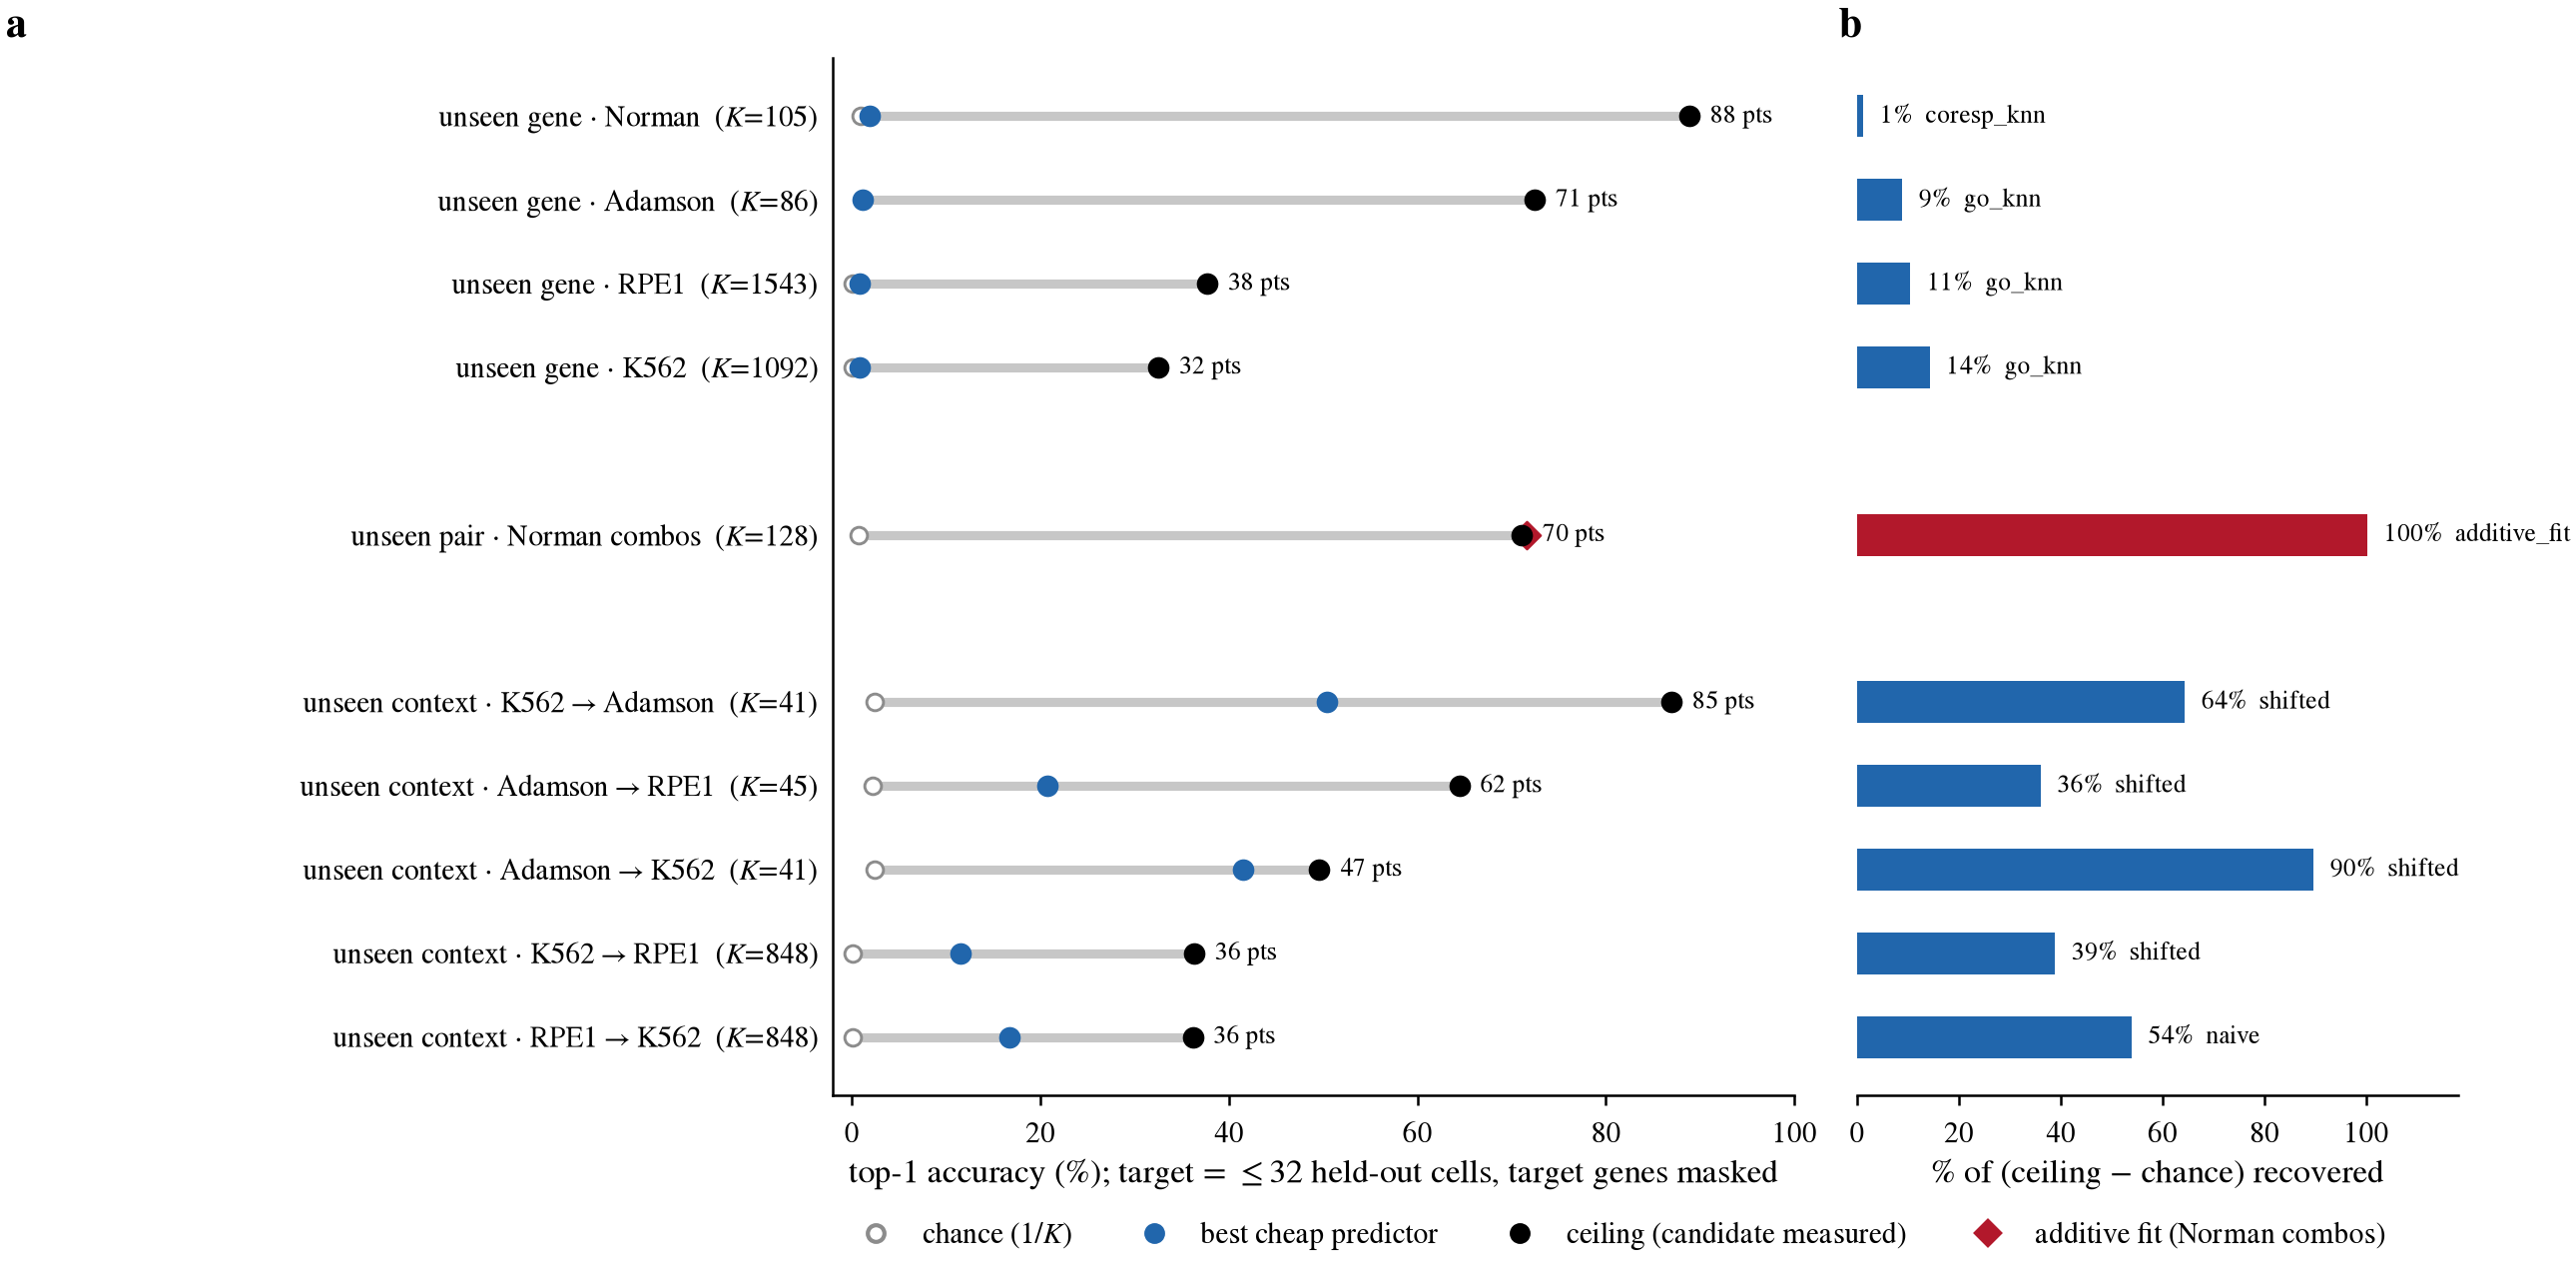 a
b
unseen gene · Norman (K=105)
88 pts
1% coresp_knn
unseen gene · Adamson (K=86)
71 pts
9% go_knn
unseen gene · RPE1 (K=1543)
38 pts
11% go_knn
unseen gene · K562 (K=1092)
32 pts
14% go_knn
unseen pair · Norman combos (K=128)
70 pts
100% additive_fit
unseen context · K562 → Adamson (K=41)
85 pts
64% shifted
unseen context · Adamson → RPE1 (K=45)
62 pts
36% shifted
unseen context · Adamson → K562 (K=41)
47 pts
90% shifted
unseen context · K562 → RPE1 (K=848)
36 pts
39% shifted
unseen context · RPE1 → K562 (K=848)
36 pts
54% naive
0 20 40 60 80 100
0 20 40 60 80 100
top-1 accuracy (%); target = ≤ 32 held-out cells, target genes masked
% of (ceiling − chance) recovered
chance (1/K)
best cheap predictor
ceiling (candidate measured)
additive fit (Norman combos)